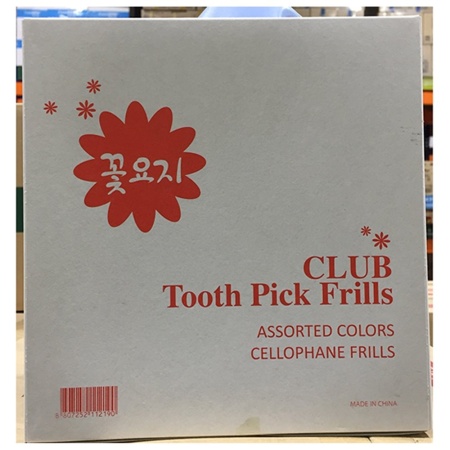 꽃요지
CLUB
Tooth Pick Frills
ASSORTED COLORS
CELLOPHANE FRILLS
MADE IN CHINA